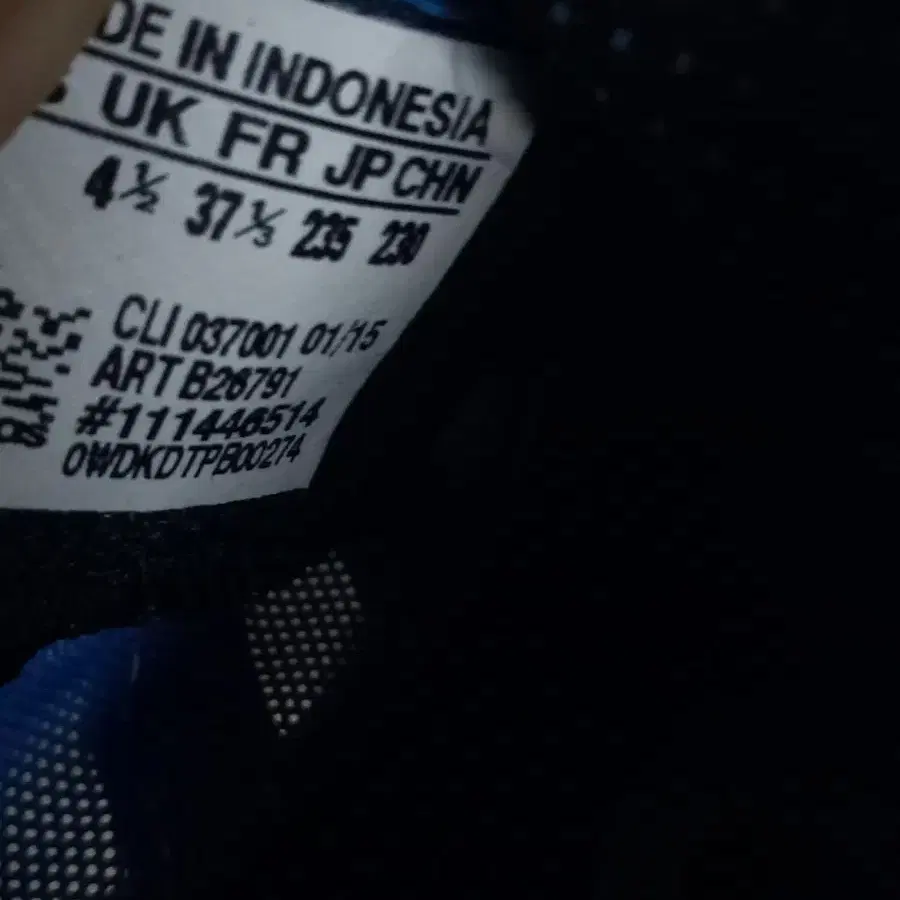 DE IN INDONESIA
UK FR JP CHN
4½ 37⅓ 235 230
CLI 037001 01/15
ART B26791
#111446514
0WDKDTPB00274